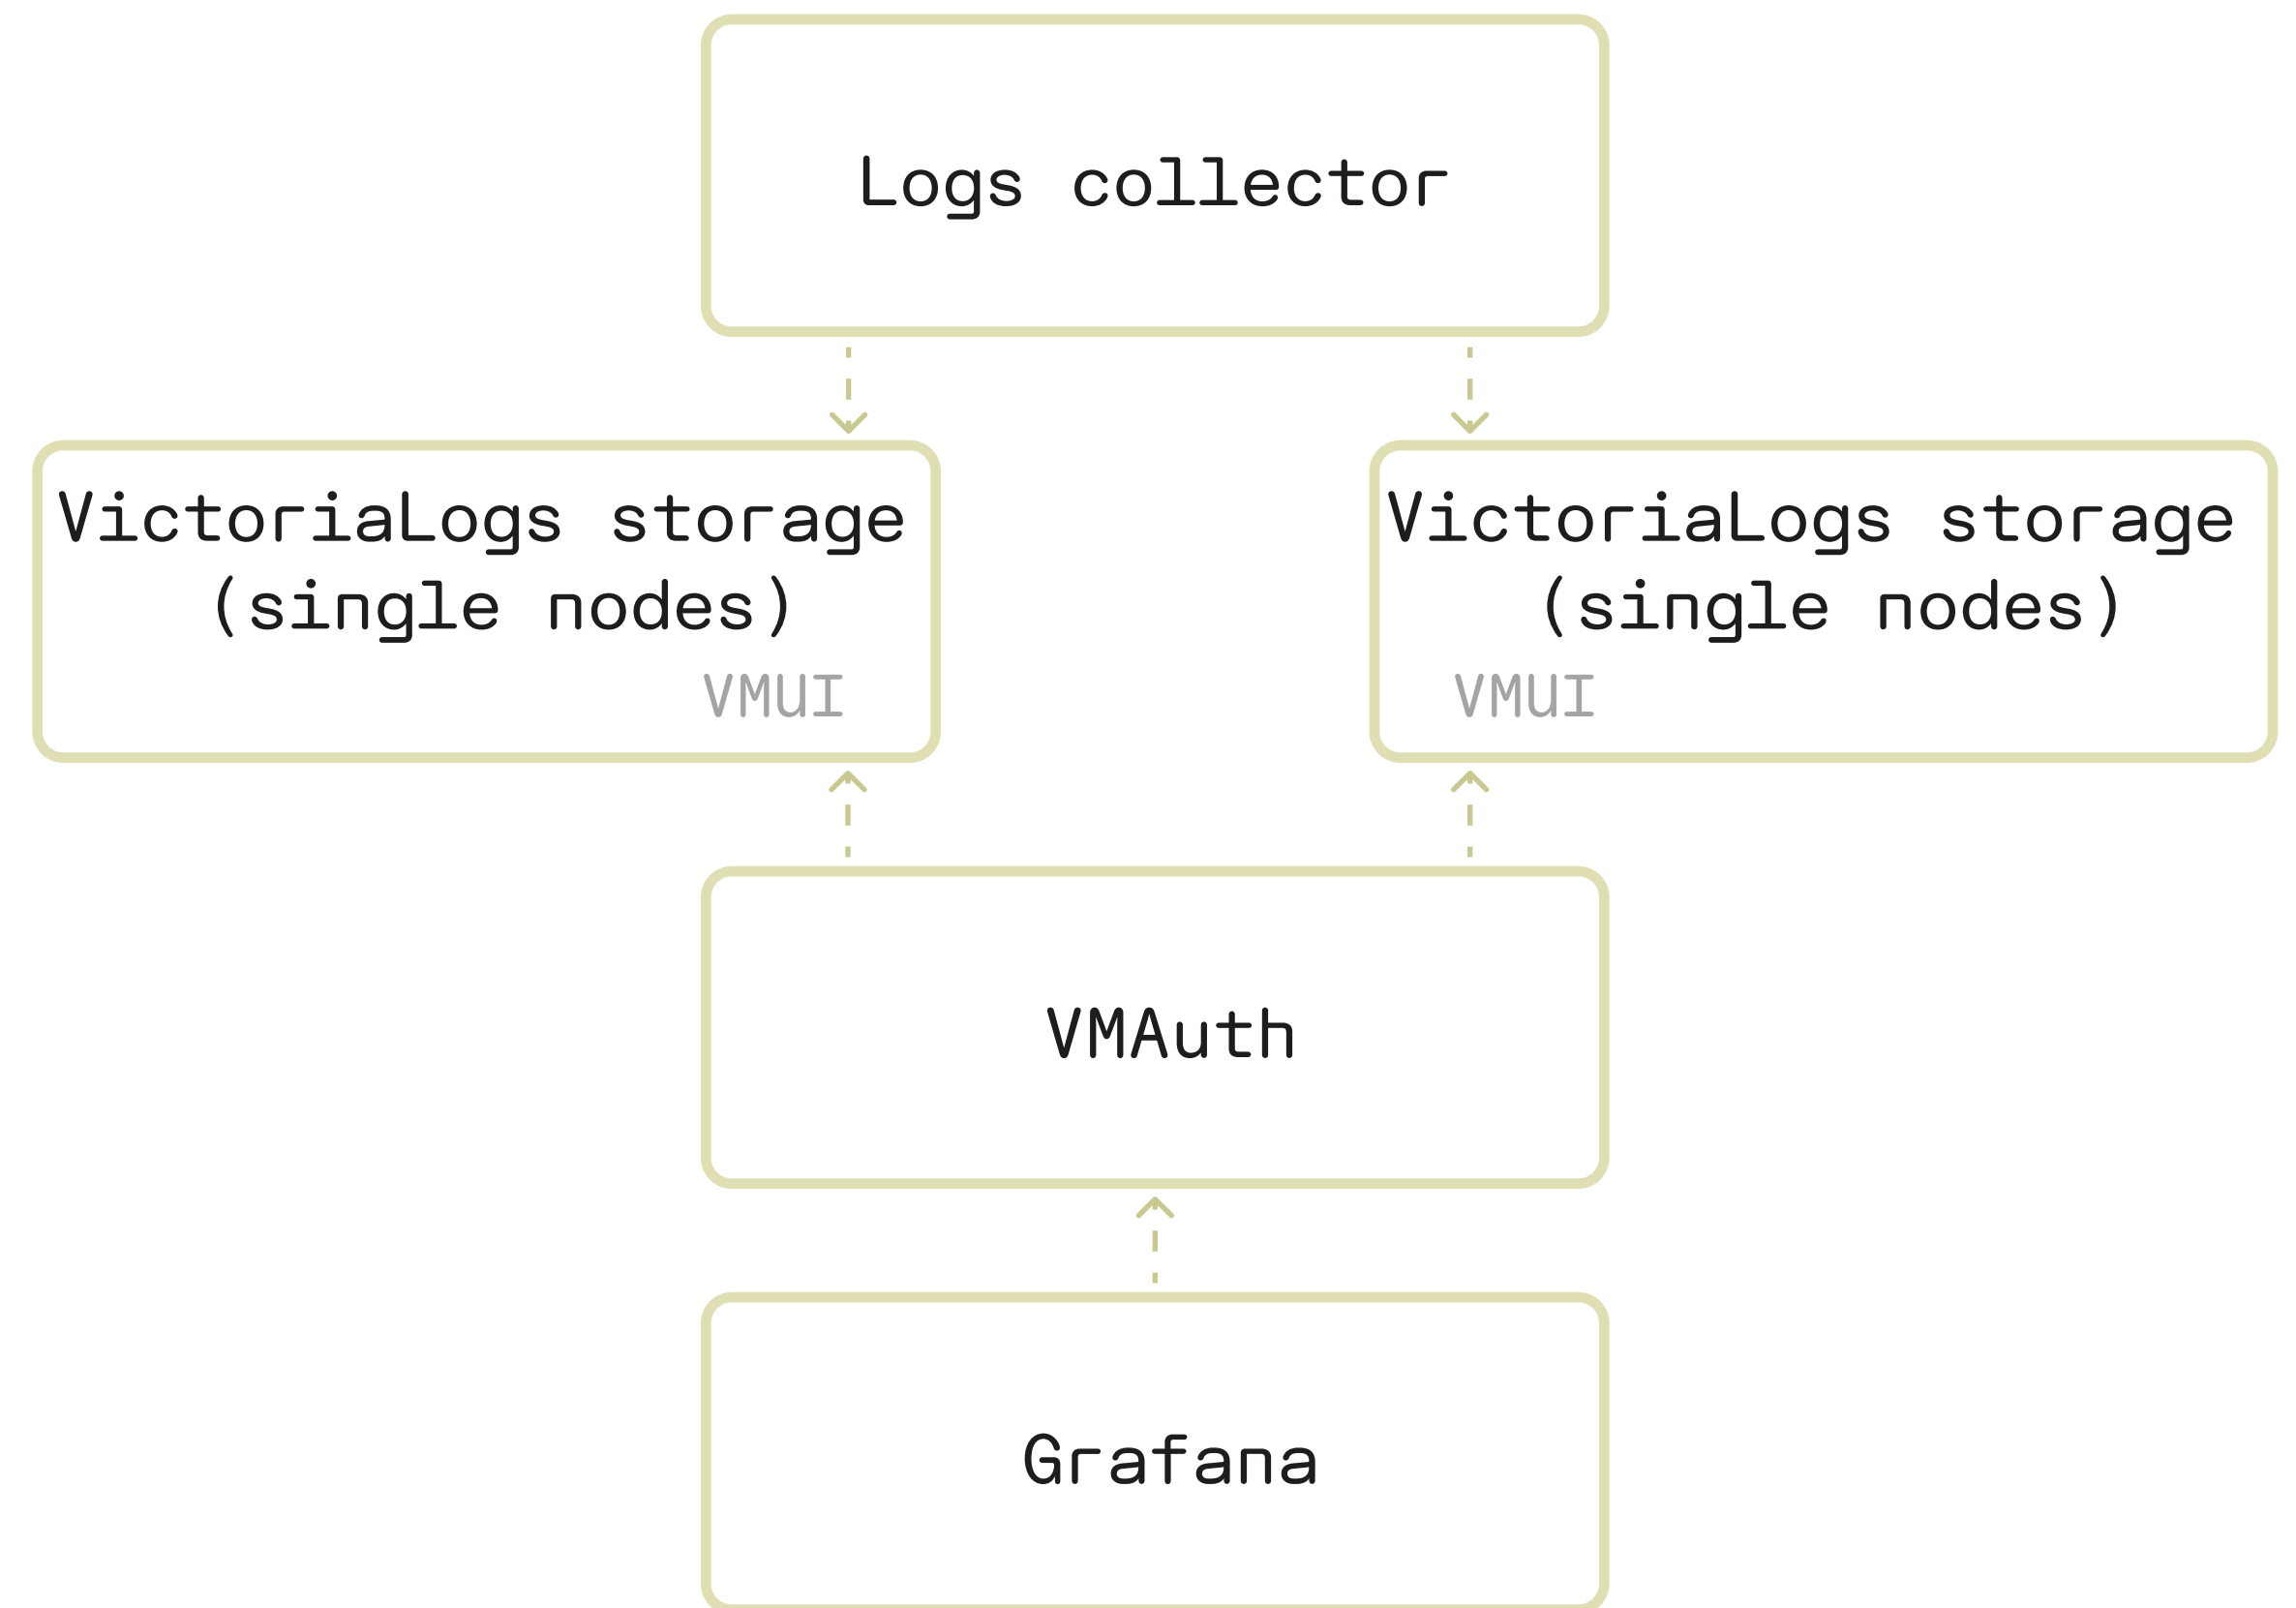 Logs collector
VictoriaLogs storage
(single nodes)
VMUI
VictoriaLogs storage
(single nodes)
VMUI
VMAuth
Grafana